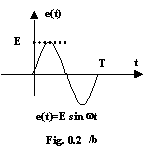 e(t)
E
T
t
e(t)=E sin ωt
Fig. 0.2 /b